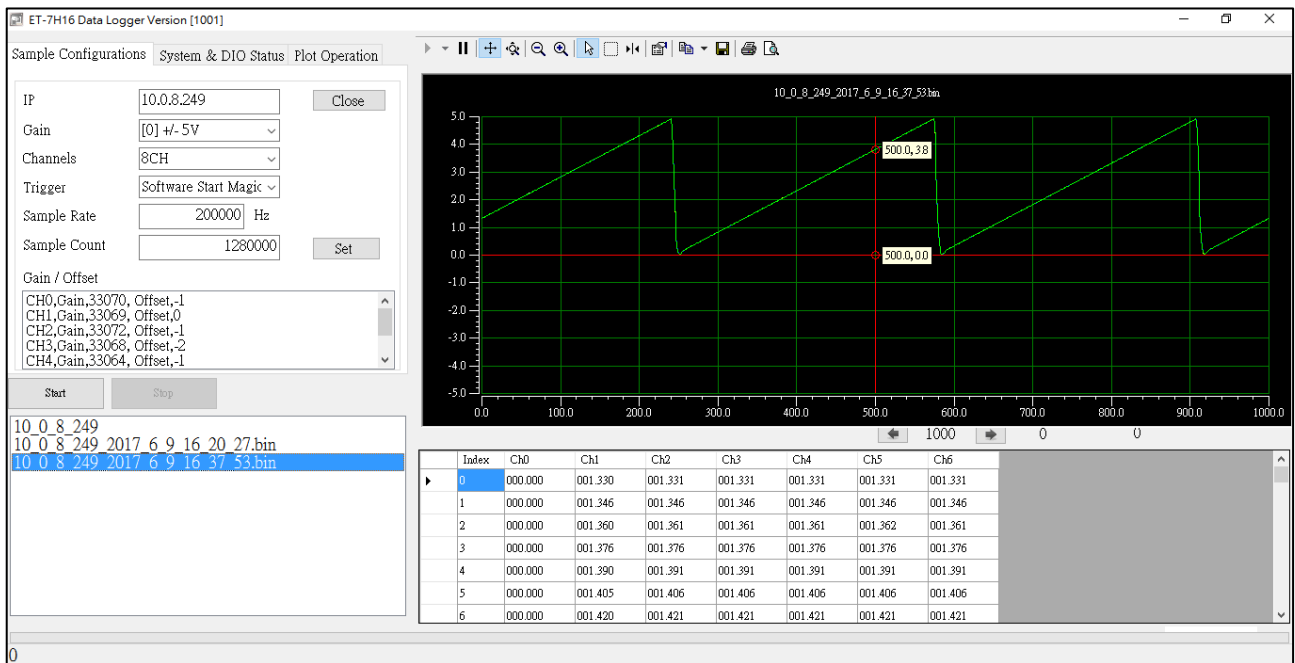 ET-7H16 Data Logger Version [1001]
Sample Configurations System & DIO Status Plot Operation
IP 10.0.8.249 Close
Gain [0] +/- 5V
Channels 8CH
Trigger Software Start Magic
Sample Rate 200000 Hz
Sample Count 1280000 Set
Gain / Offset
CH0,Gain,33070, Offset,-1
CH1,Gain,33069, Offset,0
CH2,Gain,33072, Offset,-1
CH3,Gain,33068, Offset,-2
CH4,Gain,33064, Offset,-1
Start Stop
10_0_8_249
10_0_8_249_2017_6_9_16_20_27.bin
10_0_8_249_2017_6_9_16_37_53.bin
0
10_0_8_249_2017_6_9_16_37_53.bin
5.0
4.0
3.0
2.0
1.0
0.0
-1.0
-2.0
-3.0
-4.0
-5.0
500.0, 3.8
500.0, 0.0
0.0 100.0 200.0 300.0 400.0 500.0 600.0 700.0 800.0 900.0 1000.0
1000 0 0
Index Ch0 Ch1 Ch2 Ch3 Ch4 Ch5 Ch6
0 000.000 001.330 001.331 001.331 001.331 001.331 001.331
1 000.000 001.346 001.346 001.346 001.346 001.346 001.346
2 000.000 001.360 001.361 001.361 001.361 001.362 001.361
3 000.000 001.376 001.376 001.376 001.376 001.376 001.376
4 000.000 001.390 001.391 001.391 001.391 001.391 001.391
5 000.000 001.405 001.406 001.406 001.406 001.406 001.406
6 000.000 001.420 001.421 001.421 001.421 001.421 001.421